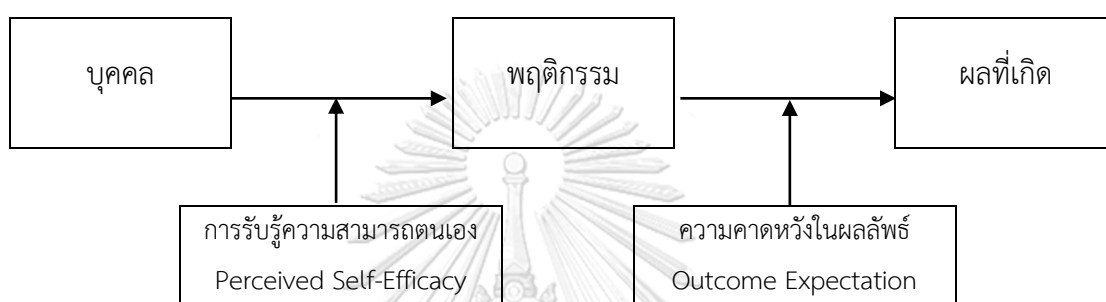 บุคคล
พฤติกรรม
ผลที่เกิด
การรับรู้ความสามารถตนเอง
Perceived Self-Efficacy
ความคาดหวังในผลลัพธ์
Outcome Expectation